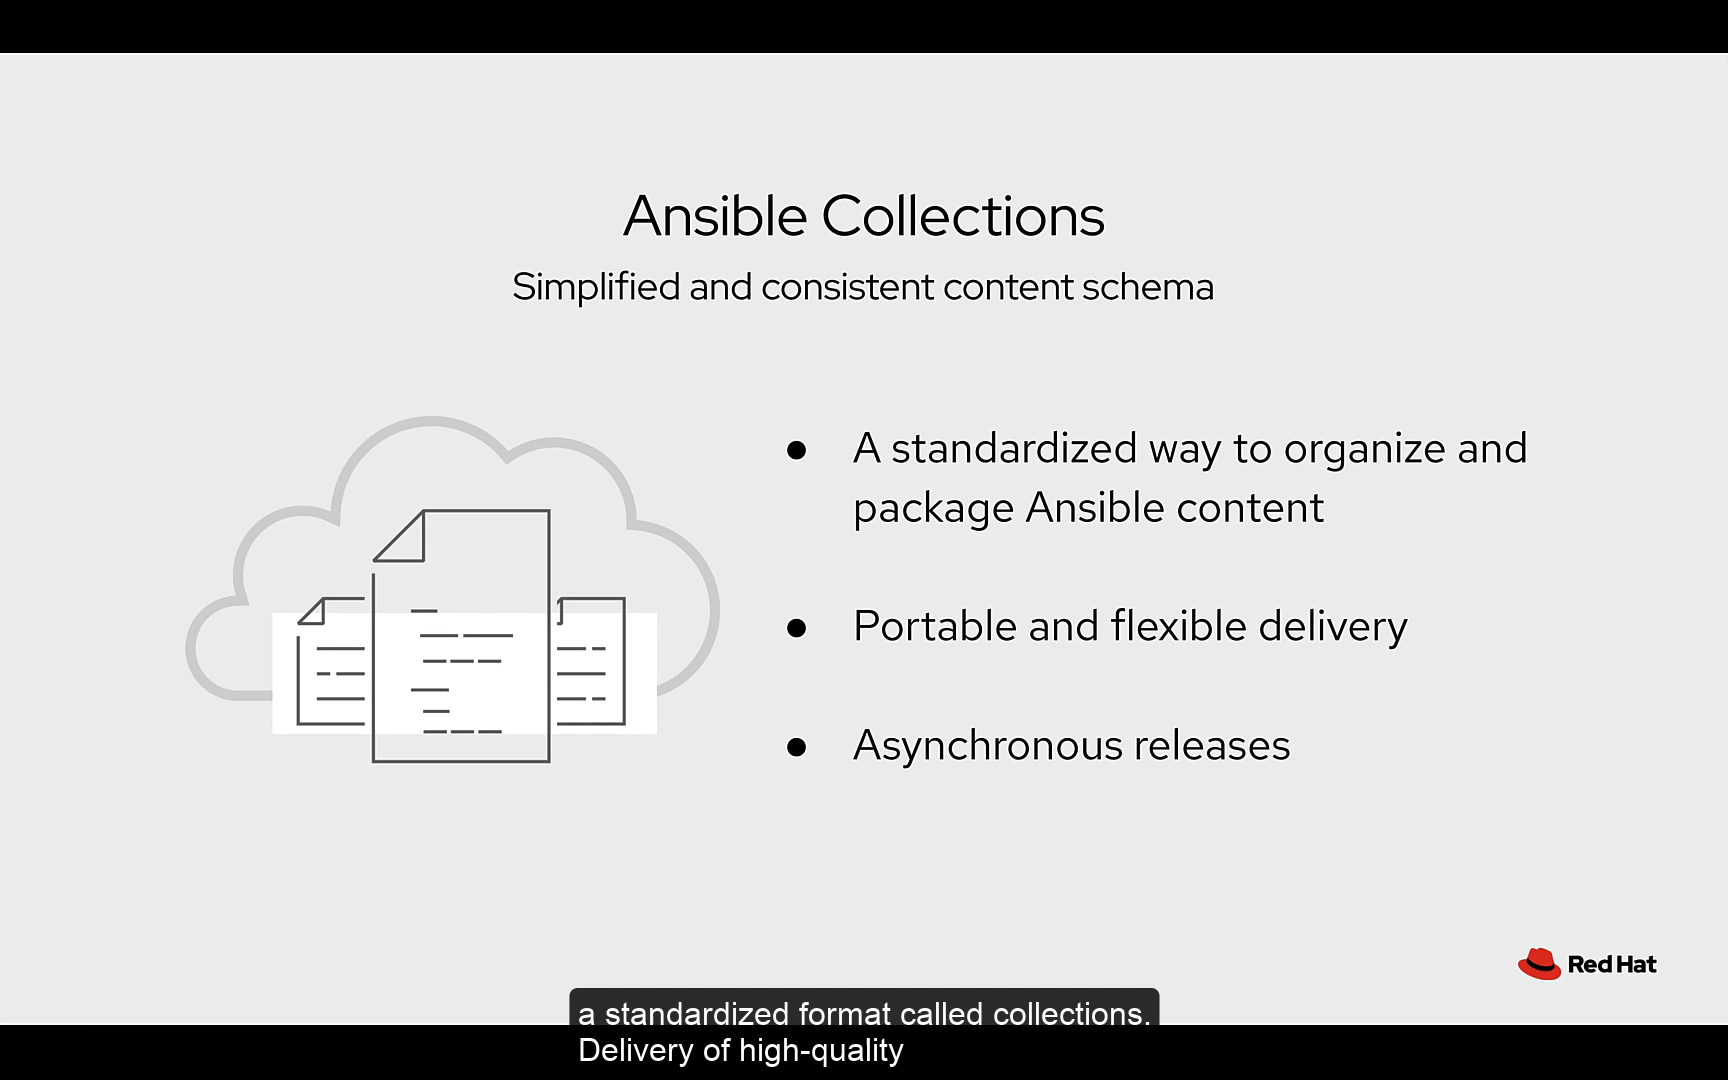 Ansible Collections
Simplified and consistent content schema
● A standardized way to organize and
package Ansible content
● Portable and flexible delivery
● Asynchronous releases
Red Hat
a standardized format called collections.
Delivery of high-quality